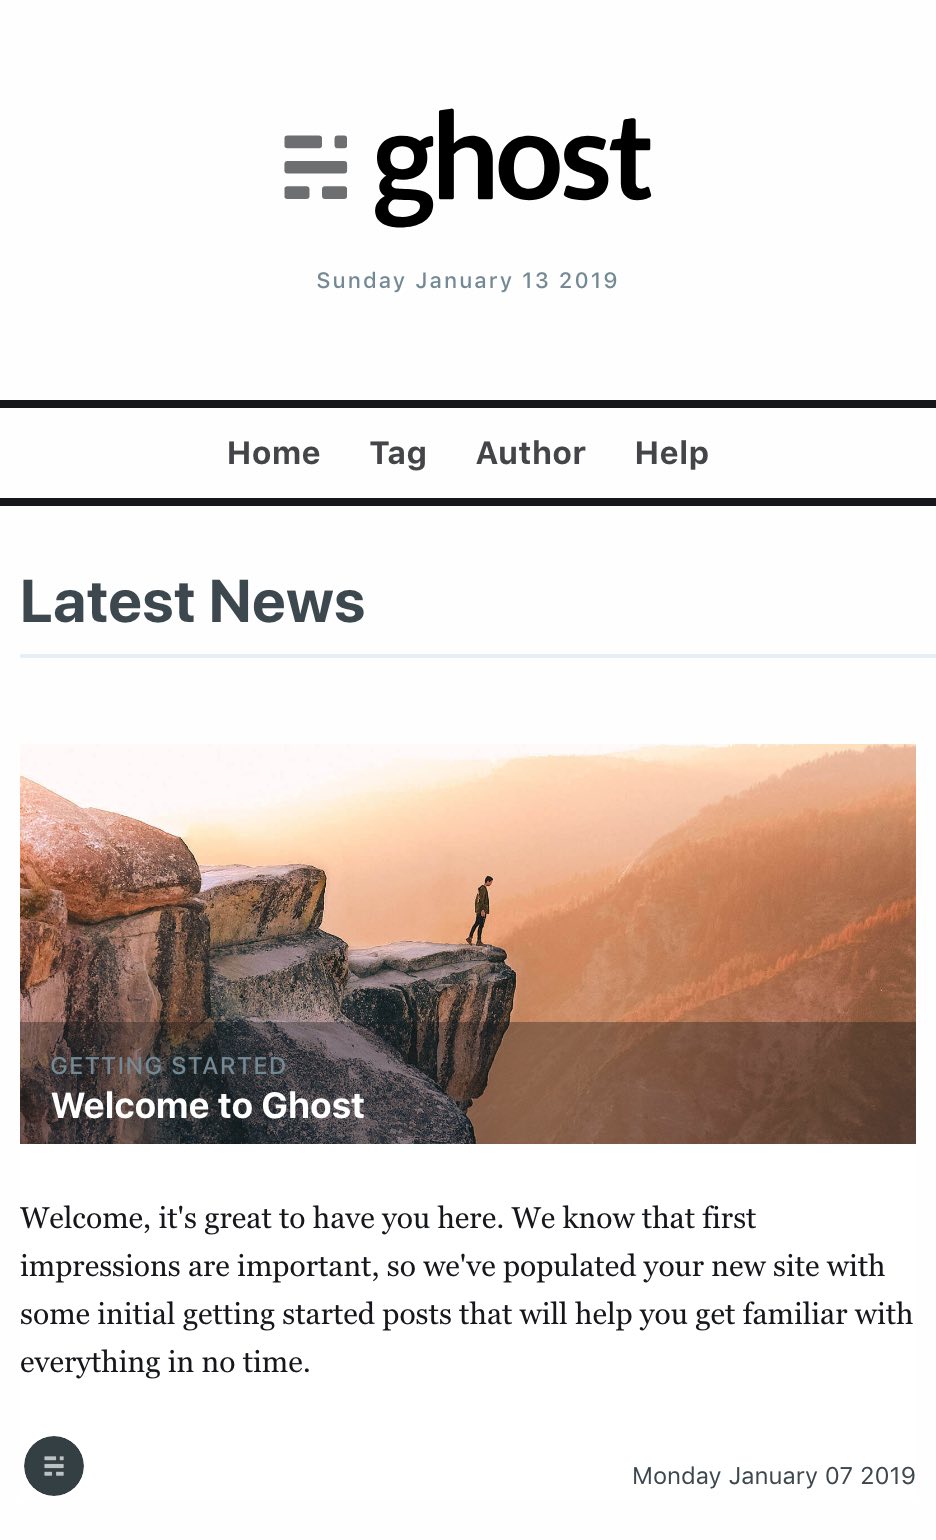 ghost
Sunday January 13 2019
Home Tag Author Help
Latest News
GETTING STARTED
Welcome to Ghost
Welcome, it's great to have you here. We know that first
impressions are important, so we've populated your new site with
some initial getting started posts that will help you get familiar with
everything in no time.
Monday January 07 2019